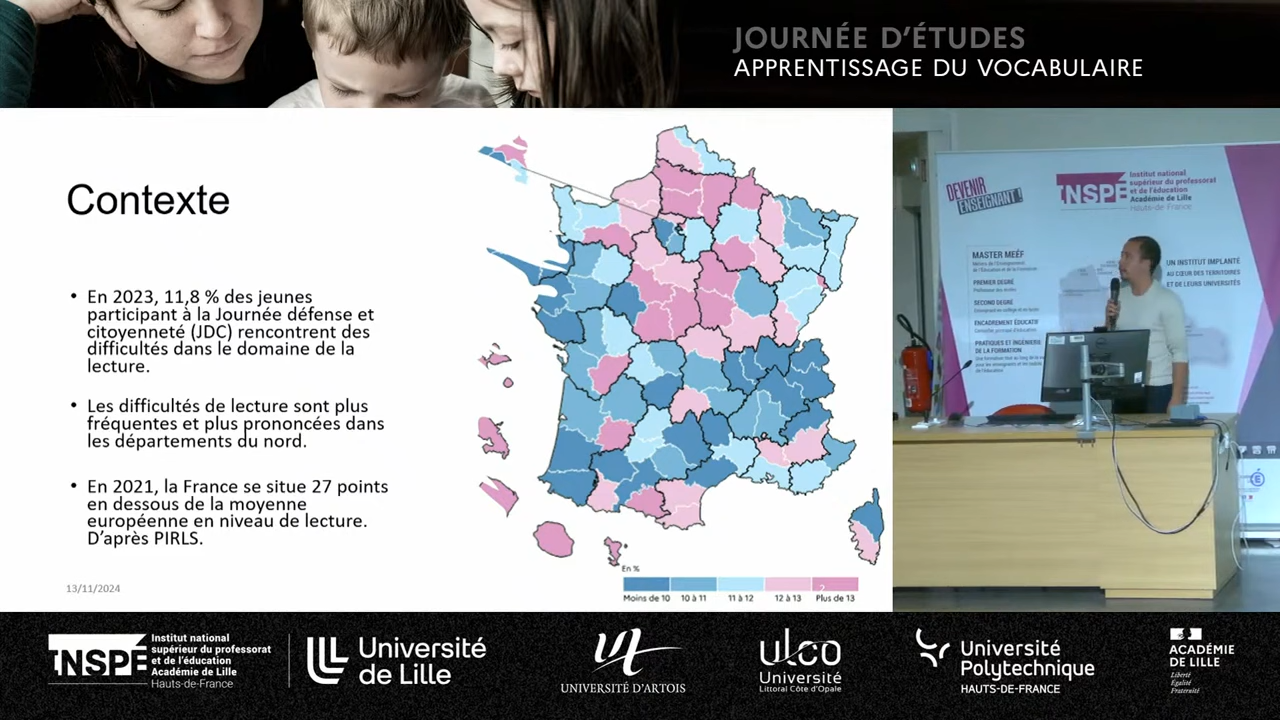 JOURNÉE D'ÉTUDES
APPRENTISSAGE DU VOCABULAIRE
Contexte
• En 2023, 11,8 % des jeunes
participant à la Journée défense et
citoyenneté (JDC) rencontrent des
difficultés dans le domaine de la
lecture.
• Les difficultés de lecture sont plus
fréquentes et plus prononcées dans
les départements du nord.
• En 2021, la France se situe 27 points
en dessous de la moyenne
européenne en niveau de lecture.
D'après PIRLS.
13/11/2024
En %
Moins de 10
10 à 11
11 à 12
12 à 13
Plus de 13
2
DEVENIR
ENSEIGNANT !
INSPÉ
Institut national
supérieur du professorat
et de l'éducation
Académie de Lille
Hauts-de-France
MASTER MEÉF
PREMIER DEGRÉ
SECOND DEGRÉ
ENCADREMENT ÉDUCATIF
PRATIQUES ET INGÉNIERIE
DE LA FORMATION
UN INSTITUT IMPLANTÉ
AU CŒUR DES TERRITOIRES
ET DE LEURS UNIVERSITÉS
DELL
INSPÉ
Institut national
supérieur du professorat
et de l'éducation
Académie de Lille
Hauts-de-France
Université
de Lille
UNIVERSITÉ D'ARTOIS
ulco
Université
Littoral Côte d'Opale
Université
Polytechnique
HAUTS-DE-FRANCE
ACADÉMIE
DE LILLE
Liberté
Égalité
Fraternité